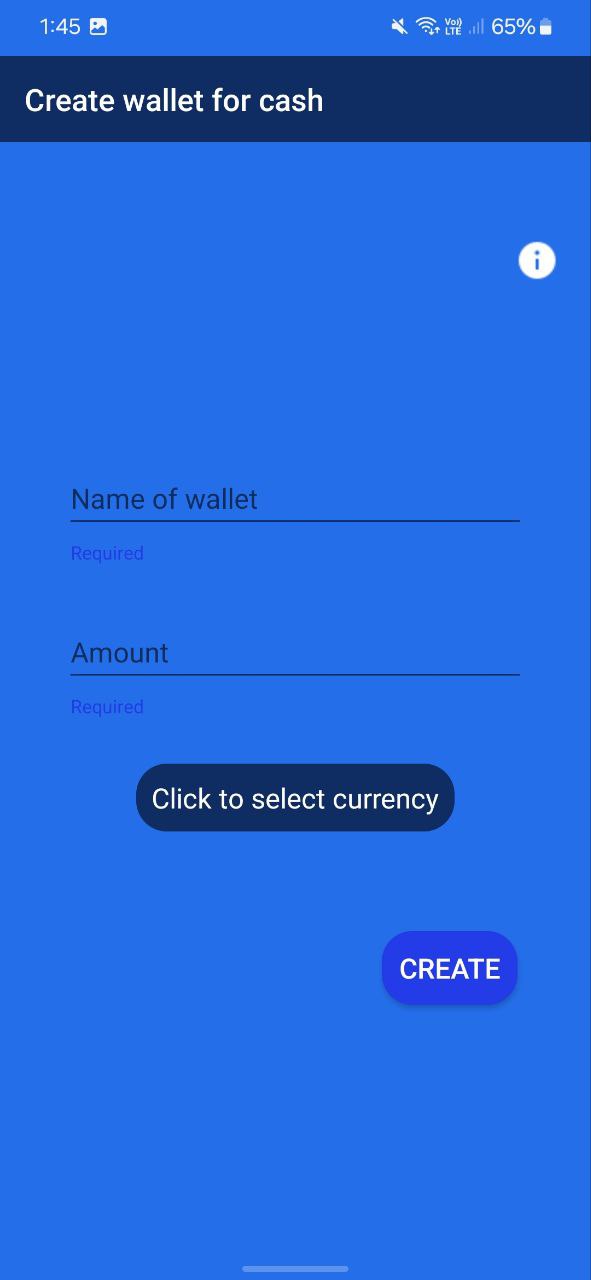 1:45 Vo)) LTE 65%
Create wallet for cash
i
Name of wallet
Required
Amount
Required
Click to select currency
CREATE